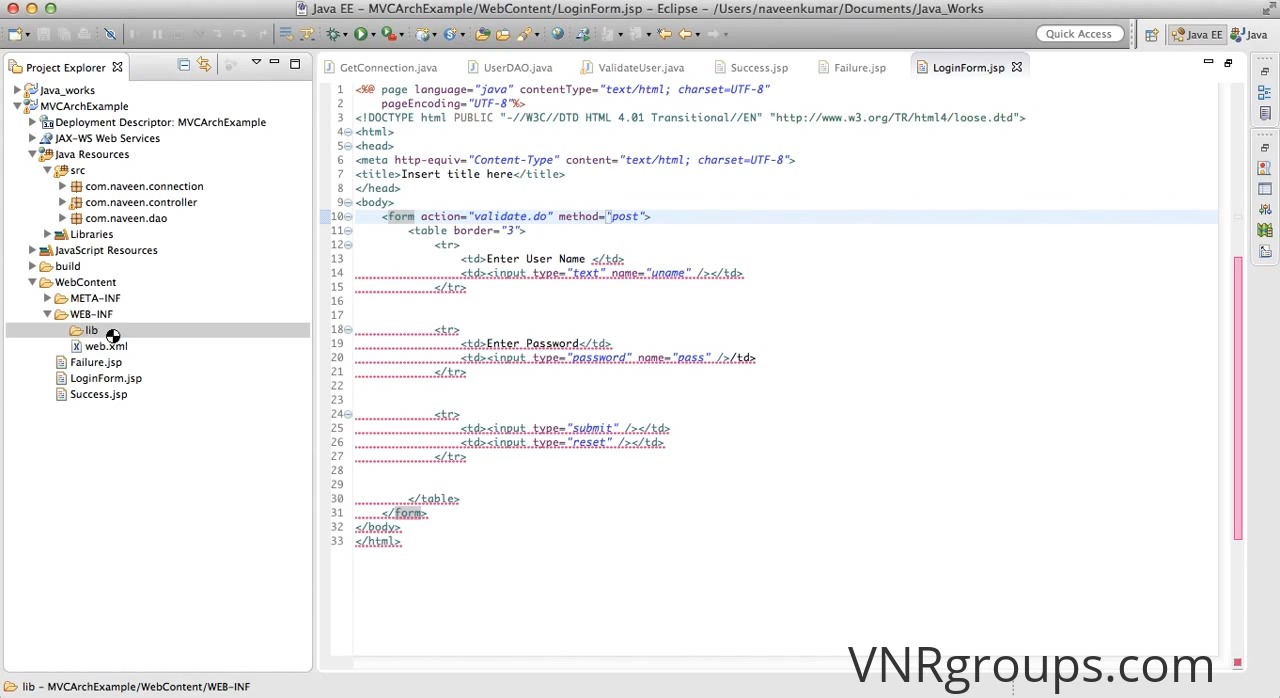 Java EE - MVCArchExample/WebContent/LoginForm.jsp - Eclipse - /Users/naveenkumar/Documents/Java_Works
Quick Access
Java EE
Java
Project Explorer
GetConnection.java
UserDAO.java
ValidateUser.java
Success.jsp
Failure.jsp
LoginForm.jsp
Java_works
MVCArchExample
Deployment Descriptor: MVCArchExample
JAX-WS Web Services
Java Resources
src
com.naveen.connection
com.naveen.controller
com.naveen.dao
Libraries
JavaScript Resources
build
WebContent
META-INF
WEB-INF
lib
web.xml
Failure.jsp
LoginForm.jsp
Success.jsp
1 <%@ page language="java" contentType="text/html; charset=UTF-8"
2 pageEncoding="UTF-8"%>
3 <!DOCTYPE html PUBLIC "-//W3C//DTD HTML 4.01 Transitional//EN" "http://www.w3.org/TR/html4/loose.dtd">
4 <html>
5 <head>
6 <meta http-equiv="Content-Type" content="text/html; charset=UTF-8">
7 <title>Insert title here</title>
8 </head>
9 <body>
10 <form action="validate.do" method="post">
11 <table border="3">
12 <tr>
13 <td>Enter User Name </td>
14 <td><input type="text" name="uname" /></td>
15 </tr>
16
17
18 <tr>
19 <td>Enter Password</td>
20 <td><input type="password" name="pass" />/td>
21 </tr>
22
23
24 <tr>
25 <td><input type="submit" /></td>
26 <td><input type="reset" /></td>
27 </tr>
28
29
30 </table>
31 </form>
32 </body>
33 </html>
VNRgroups.com
lib - MVCArchExample/WebContent/WEB-INF